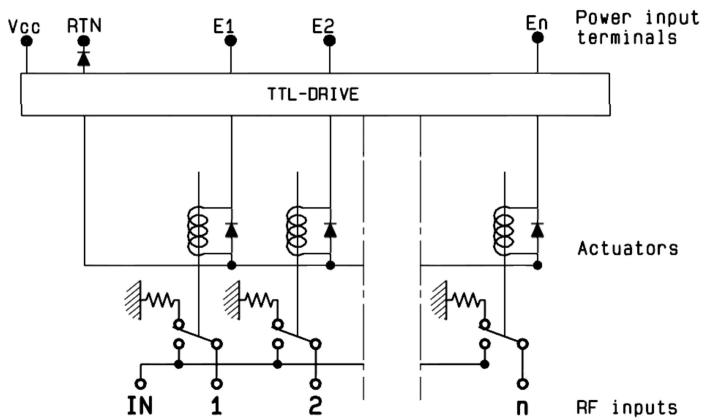 Vcc RTN E1 E2 En Power input
terminals
TTL-DRIVE
Actuators
IN 1 2 n RF inputs